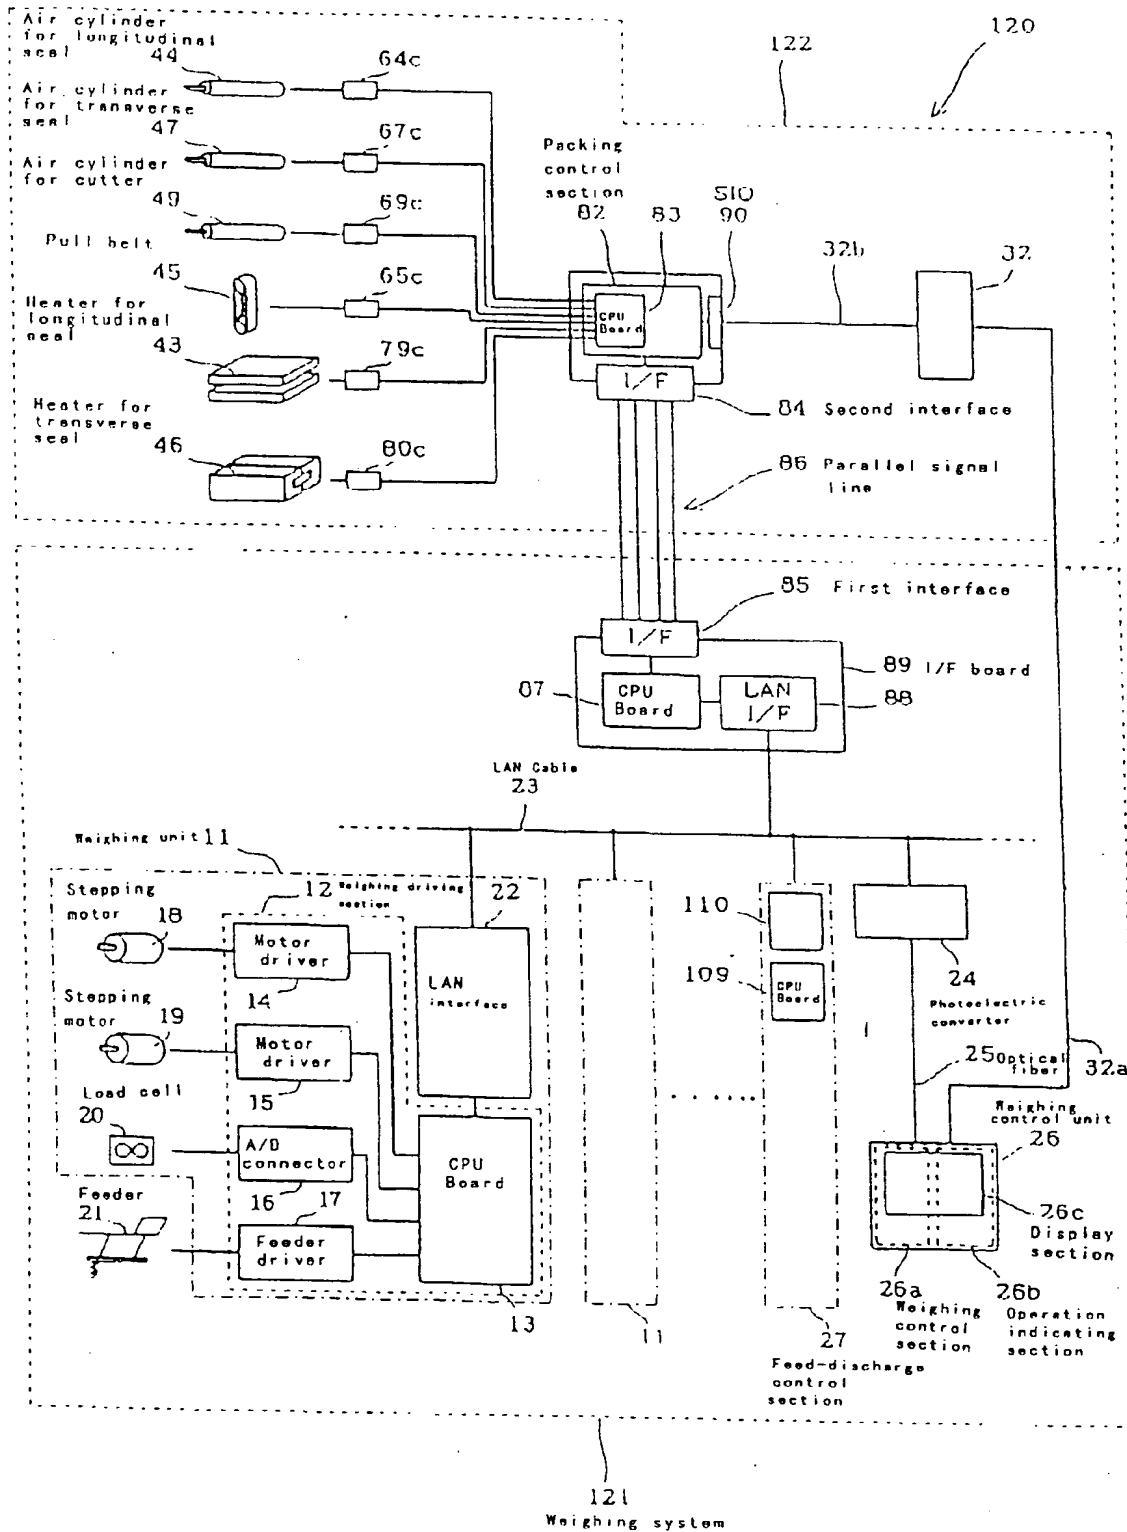 Air cylinder
for longitudinal
seal
44
64c
120
122
Air cylinder
for transverse
seal
47
67c
Packing
control
section
82
83
SIO
90
Air cylinder
for cutter
49
69c
32b
32
Pull belt
45
65c
CPU
Board
Heater for
longitudinal
seal
43
79c
I/F
84 Second interface
Heater for
transverse
seal
46
80c
86 Parallel signal
line
85 First interface
I/F
89 I/F board
87
CPU
Board
LAN
I/F
88
LAN Cable
23
Weighing unit 11
Stepping
motor
18
12 Weighing driving
section
22
Motor
driver
14
LAN
interface
110
109
CPU
Board
24
Photoelectric
converter
Stepping
motor
19
Motor
driver
15
25 Optical
fiber
32a
Load cell
20
A/D
connector
16
CPU
Board
Weighing
control unit
26
Feeder
21
17
Feeder
driver
26c
Display
section
13
11
27
Feed-discharge
control
section
26a
Weighing
control
section
26b
Operation
indicating
section
121
Weighing system